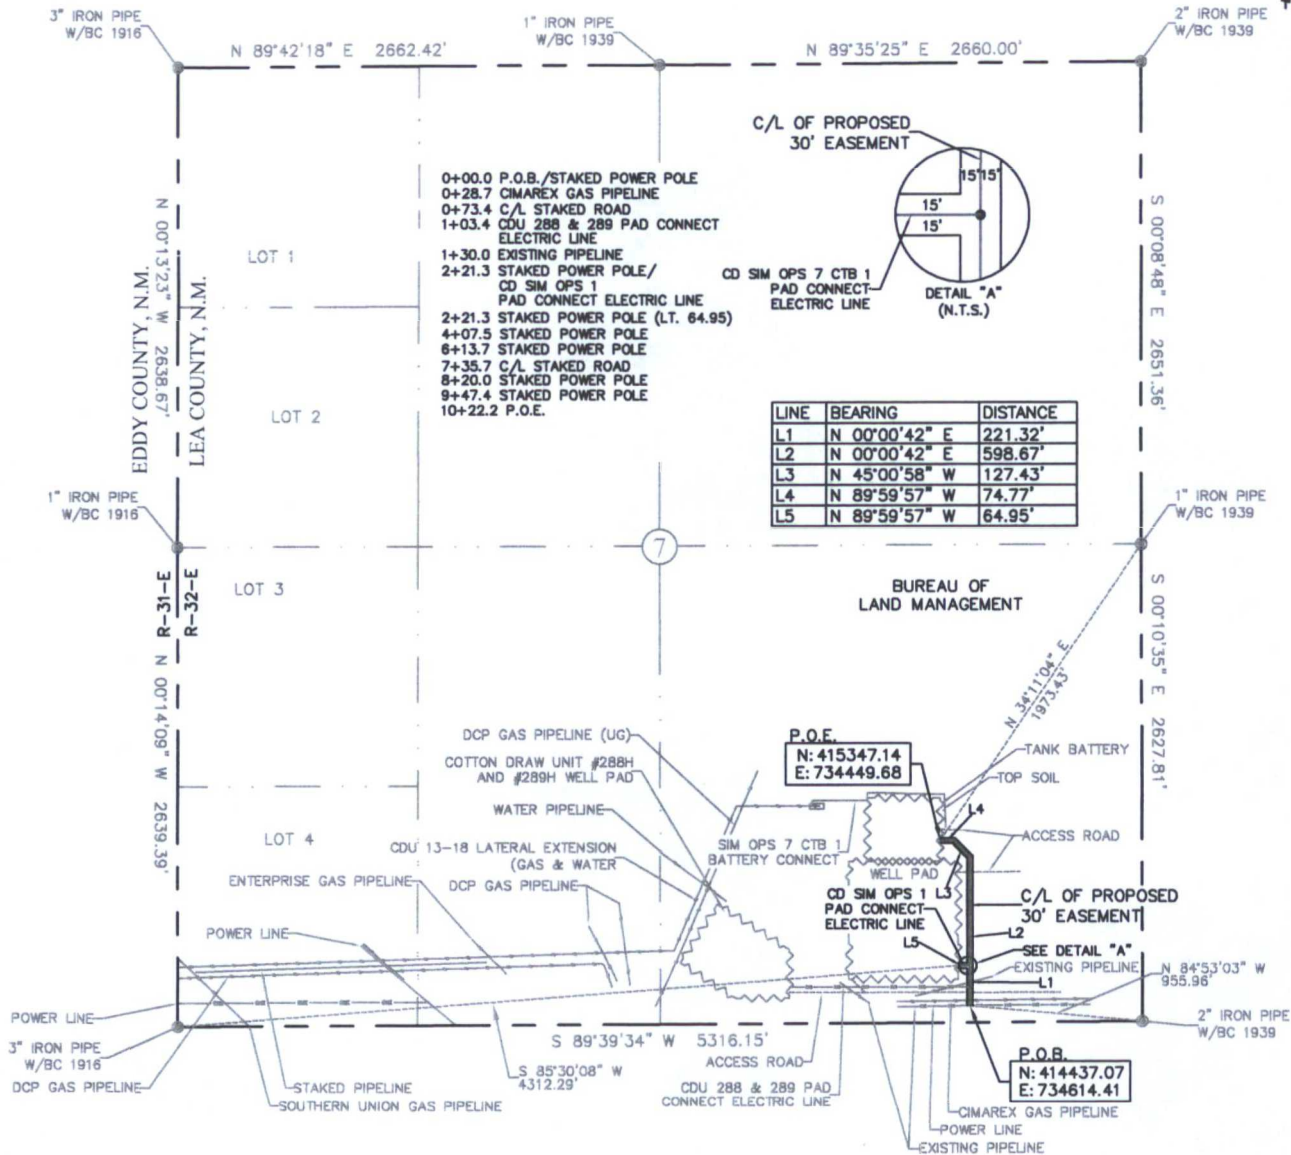 3" IRON PIPE
W/BC 1916
N 89°42'18" E 2662.42'
1" IRON PIPE
W/BC 1939
N 89°35'25" E 2660.00'
2" IRON PIPE
W/BC 1939
C/L OF PROPOSED
30' EASEMENT
15' 15'
15'
15'
CD SIM OPS 7 CTB 1
PAD CONNECT
ELECTRIC LINE
DETAIL "A"
(N.T.S.)
0+00.0 P.O.B./STAKED POWER POLE
0+28.7 CIMAREX GAS PIPELINE
0+73.4 C/L STAKED ROAD
1+03.4 CDU 288 & 289 PAD CONNECT
ELECTRIC LINE
1+30.0 EXISTING PIPELINE
2+21.3 STAKED POWER POLE/
CD SIM OPS 1
PAD CONNECT ELECTRIC LINE
2+21.3 STAKED POWER POLE (LT. 64.95)
4+07.5 STAKED POWER POLE
6+13.7 STAKED POWER POLE
7+35.7 C/L STAKED ROAD
8+20.0 STAKED POWER POLE
9+47.4 STAKED POWER POLE
10+22.2 P.O.E.
LOT 1
LOT 2
N 00°13'23" W 2638.67'
EDDY COUNTY, N.M.
LEA COUNTY, N.M.
S 00°08'48" E 2651.36'
LINE BEARING DISTANCE
L1 N 00°00'42" E 221.32'
L2 N 00°00'42" E 598.67'
L3 N 45°00'58" W 127.43'
L4 N 89°59'57" W 74.77'
L5 N 89°59'57" W 64.95'
1" IRON PIPE
W/BC 1916
1" IRON PIPE
W/BC 1939
7
LOT 3
R-31-E
R-32-E
BUREAU OF
LAND MANAGEMENT
N 00°14'09" W 2639.39'
S 00°10'35" E 2627.81'
N 34°11'04" E
1973.43'
P.O.E.
N: 415347.14
E: 734449.68
DCP GAS PIPELINE (UG)
COTTON DRAW UNIT #288H
AND #289H WELL PAD
WATER PIPELINE
TANK BATTERY
TOP SOIL
L4
ACCESS ROAD
LOT 4
CDU 13-18 LATERAL EXTENSION
(GAS & WATER
SIM OPS 7 CTB 1
BATTERY CONNECT
WELL PAD
ENTERPRISE GAS PIPELINE
DCP GAS PIPELINE
CD SIM OPS 1 L3
PAD CONNECT
ELECTRIC LINE
C/L OF PROPOSED
30' EASEMENT
POWER LINE
L2
L5
SEE DETAIL "A"
EXISTING PIPELINE
L1
N 84°53'03" W
955.96'
POWER LINE
3" IRON PIPE
W/BC 1916
2" IRON PIPE
W/BC 1939
S 89°39'34" W 5316.15'
S 85°30'08" W
4312.29'
ACCESS ROAD
CDU 288 & 289 PAD
CONNECT ELECTRIC LINE
P.O.B.
N: 414437.07
E: 734614.41
DCP GAS PIPELINE
STAKED PIPELINE
SOUTHERN UNION GAS PIPELINE
CIMAREX GAS PIPELINE
POWER LINE
EXISTING PIPELINE